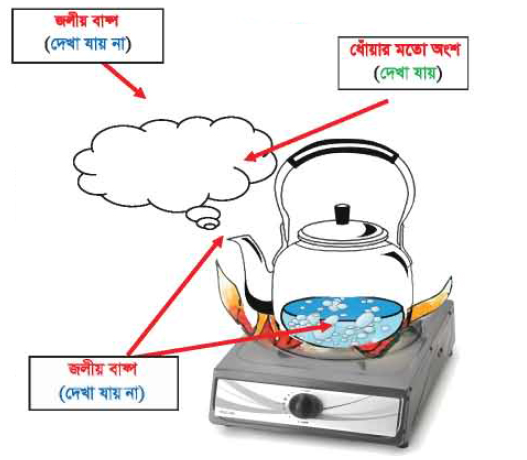 জলীয় বাষ্প
(দেখা যায় না)
ধোঁয়ার মতো অংশ
(দেখা যায়)
জলীয় বাষ্প
(দেখা যায় না)